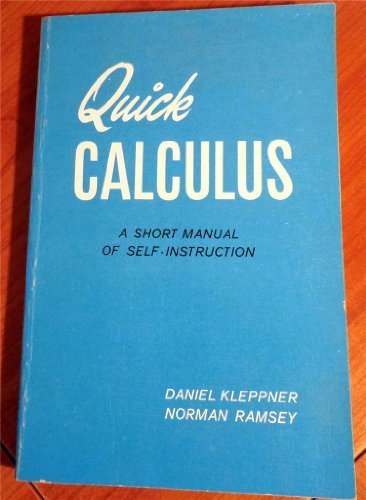 Quick
CALCULUS
A SHORT MANUAL
OF SELF-INSTRUCTION
DANIEL KLEPPNER
NORMAN RAMSEY